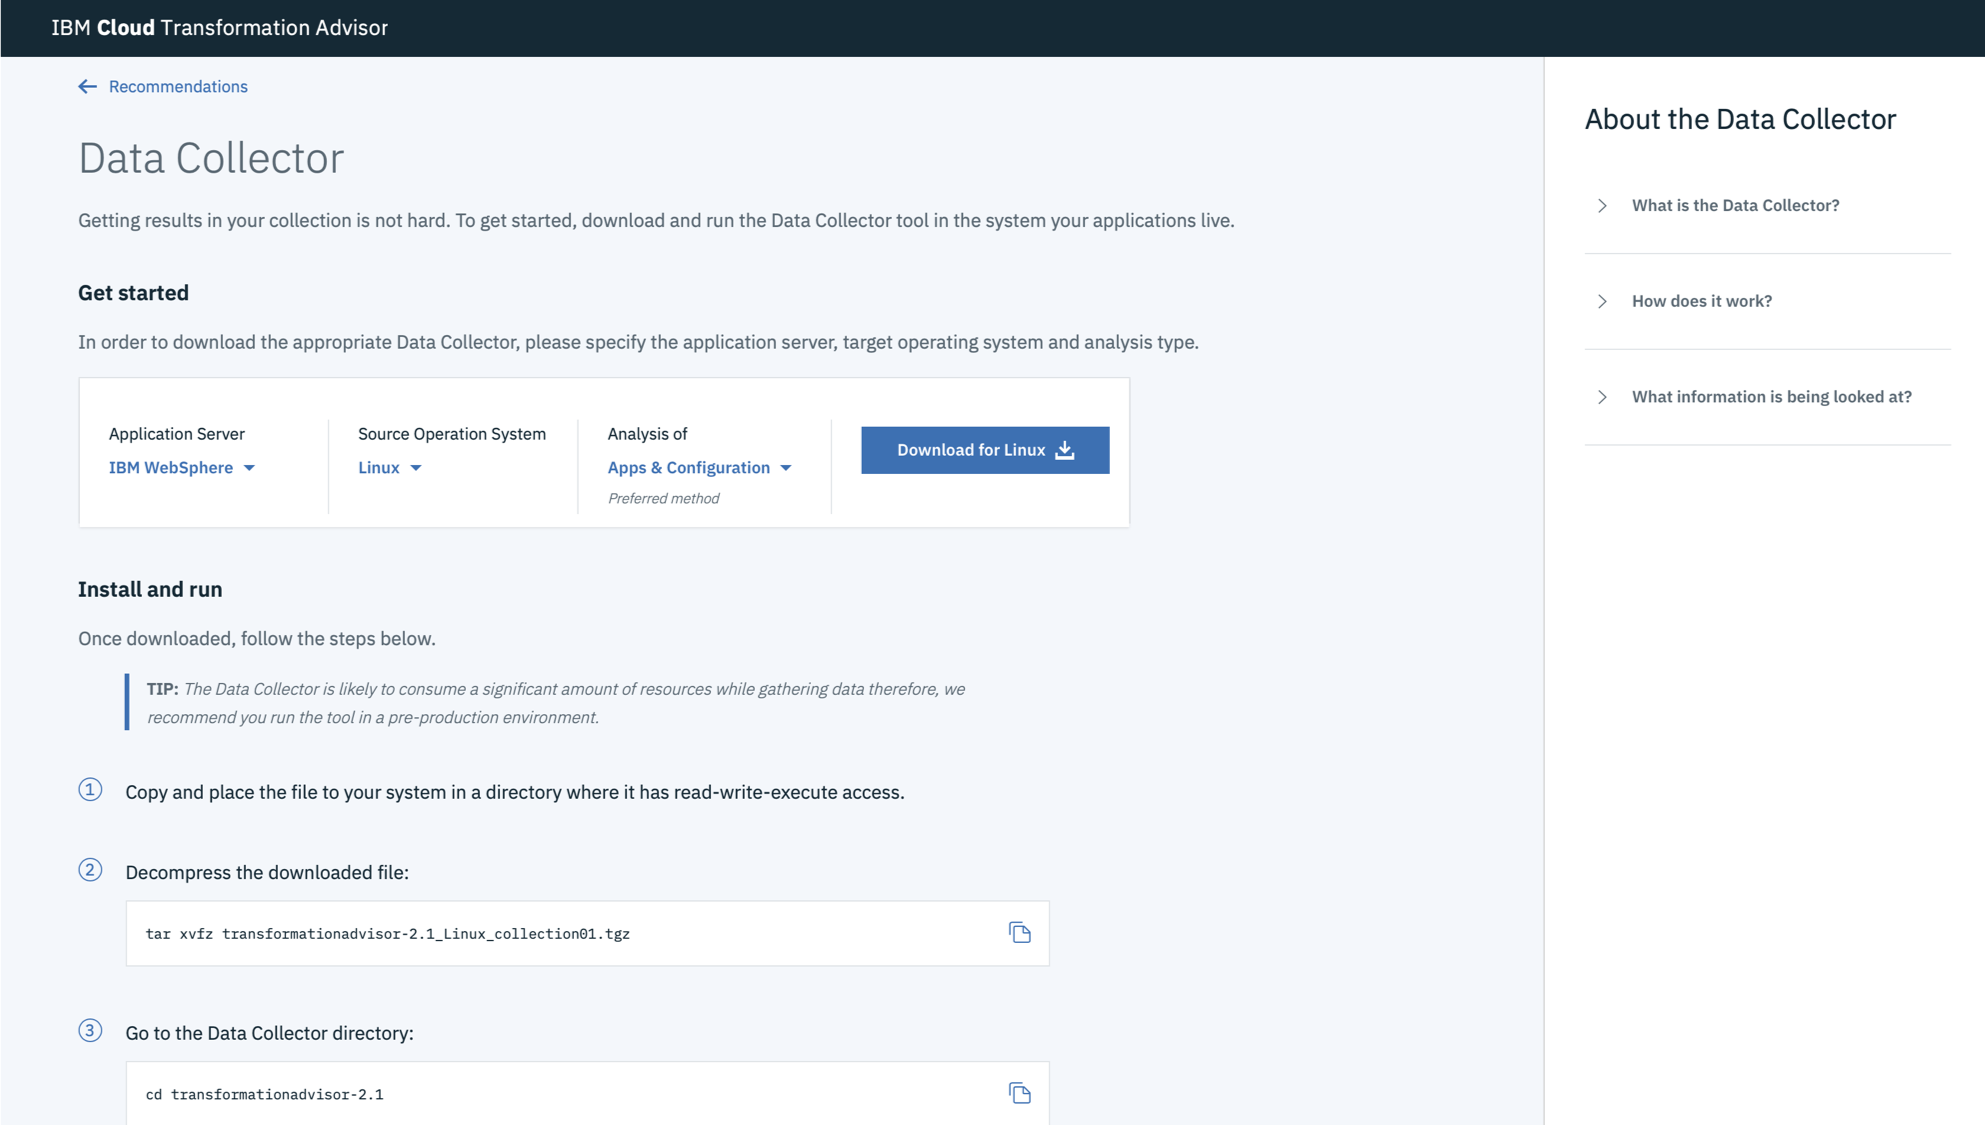 IBM Cloud Transformation Advisor
Recommendations
Data Collector
Getting results in your collection is not hard. To get started, download and run the Data Collector tool in the system your applications live.
Get started
In order to download the appropriate Data Collector, please specify the application server, target operating system and analysis type.
Application Server
IBM WebSphere
Source Operation System
Linux
Analysis of
Apps & Configuration
Preferred method
Download for Linux
Install and run
Once downloaded, follow the steps below.
TIP: The Data Collector is likely to consume a significant amount of resources while gathering data therefore, we
recommend you run the tool in a pre-production environment.
1 Copy and place the file to your system in a directory where it has read-write-execute access.
2 Decompress the downloaded file:
tar xvfz transformationadvisor-2.1_Linux_collection01.tgz
3 Go to the Data Collector directory:
cd transformationadvisor-2.1
About the Data Collector
What is the Data Collector?
How does it work?
What information is being looked at?